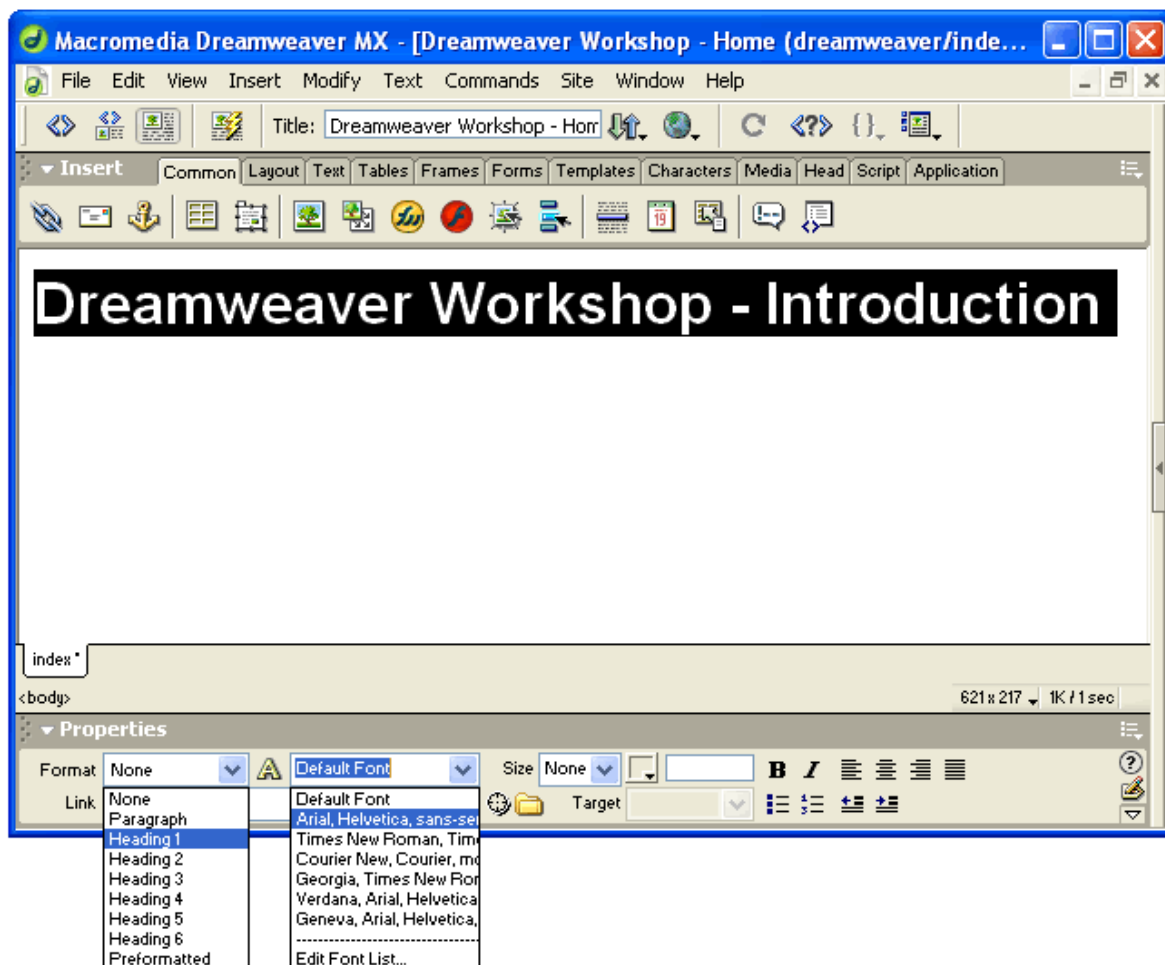 Macromedia Dreamweaver MX - [Dreamweaver Workshop - Home (dreamweaver/inde...
File Edit View Insert Modify Text Commands Site Window Help
Title: Dreamweaver Workshop - Hom
Insert Common Layout Text Tables Frames Forms Templates Characters Media Head Script Application
19
Dreamweaver Workshop - Introduction
index*
<body> 621 x 217 1K / 1 sec
Properties
Format None A Default Font Size None B I
Link None Default Font Target
Paragraph Arial, Helvetica, sans-ser
Heading 1 Times New Roman, Time
Heading 2 Courier New, Courier, mo
Heading 3 Georgia, Times New Rom
Heading 4 Verdana, Arial, Helvetica
Heading 5 Geneva, Arial, Helvetica,
Heading 6 --------------------------------
Preformatted Edit Font List...